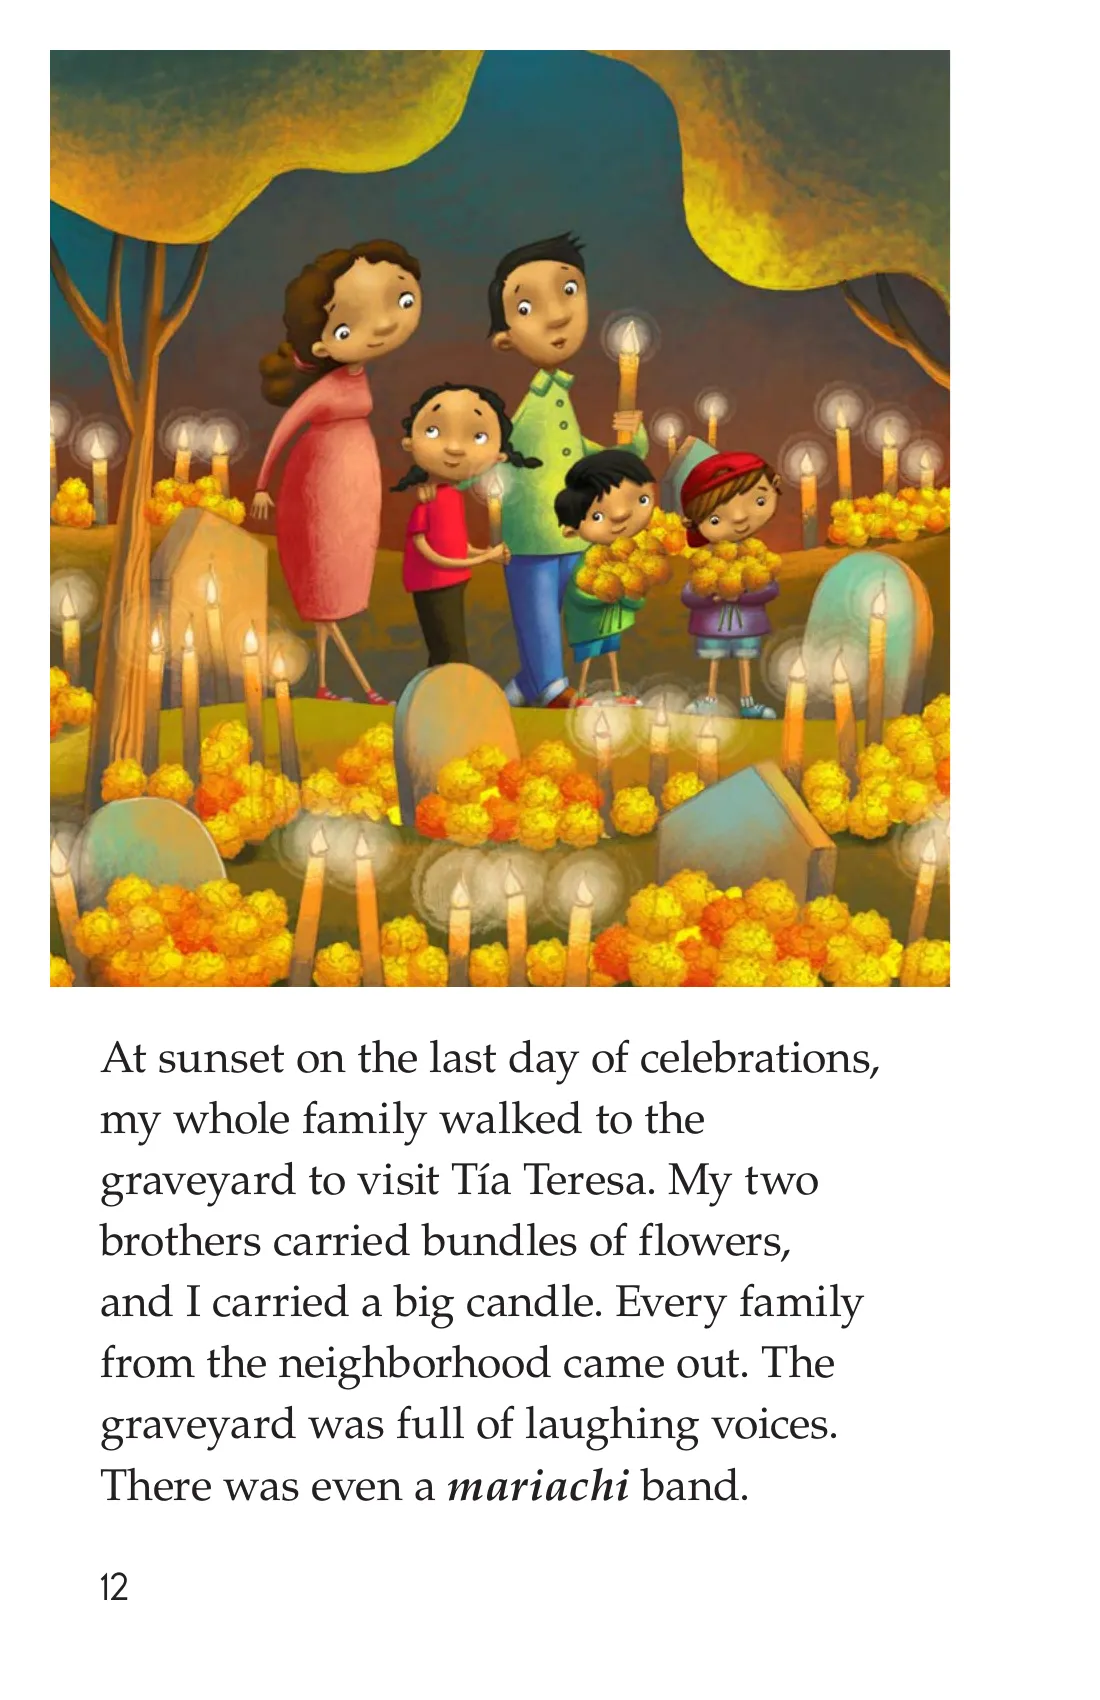 At sunset on the last day of celebrations,
my whole family walked to the
graveyard to visit Tía Teresa. My two
brothers carried bundles of flowers,
and I carried a big candle. Every family
from the neighborhood came out. The
graveyard was full of laughing voices.
There was even a mariachi band.
12